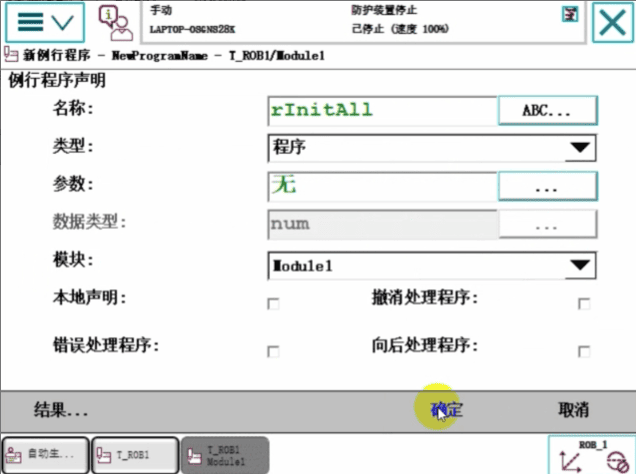 手动
防护装置停止
LAPTOP-O8GNS28K
己停止 (速度 100%)
新例行程序 - NewProgramName - T_ROB1/Module1
例行程序声明
名称:
rInitAll
ABC...
类型:
程序
参数:
无
...
数据类型:
num
...
模块:
Module1
本地声明:
撤消处理程序:
错误处理程序:
向后处理程序:
结果...
确定
取消
自动生...
T_ROB1
T_ROB1
Module1
ROB_1